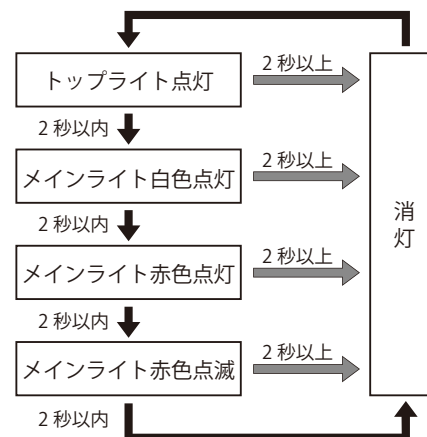 トップライト点灯
2 秒以上
2 秒以内
メインライト白色点灯
2 秒以上
2 秒以内
メインライト赤色点灯
2 秒以上
2 秒以内
メインライト赤色点滅
2 秒以上
2 秒以内
消灯